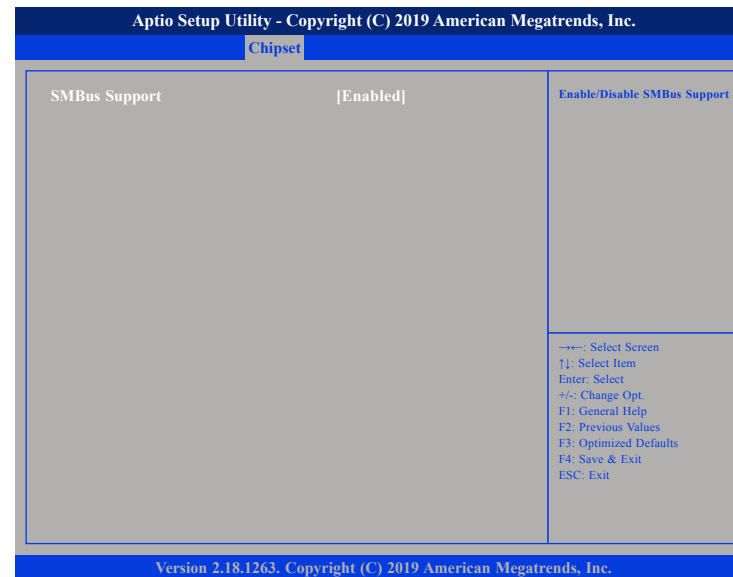 Aptio Setup Utility - Copyright (C) 2019 American Megatrends, Inc.
Chipset
SMBus Support [Enabled]
Enable/Disable SMBus Support
→←: Select Screen
↑↓: Select Item
Enter: Select
+/-: Change Opt.
F1: General Help
F2: Previous Values
F3: Optimized Defaults
F4: Save & Exit
ESC: Exit
Version 2.18.1263. Copyright (C) 2019 American Megatrends, Inc.